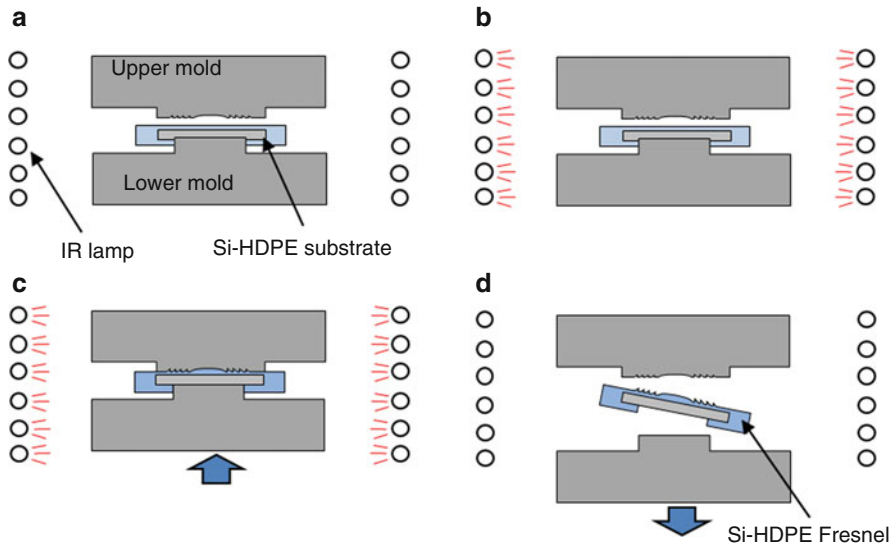 a
b
Upper mold
Lower mold
IR lamp
Si-HDPE substrate
c
d
Si-HDPE Fresnel